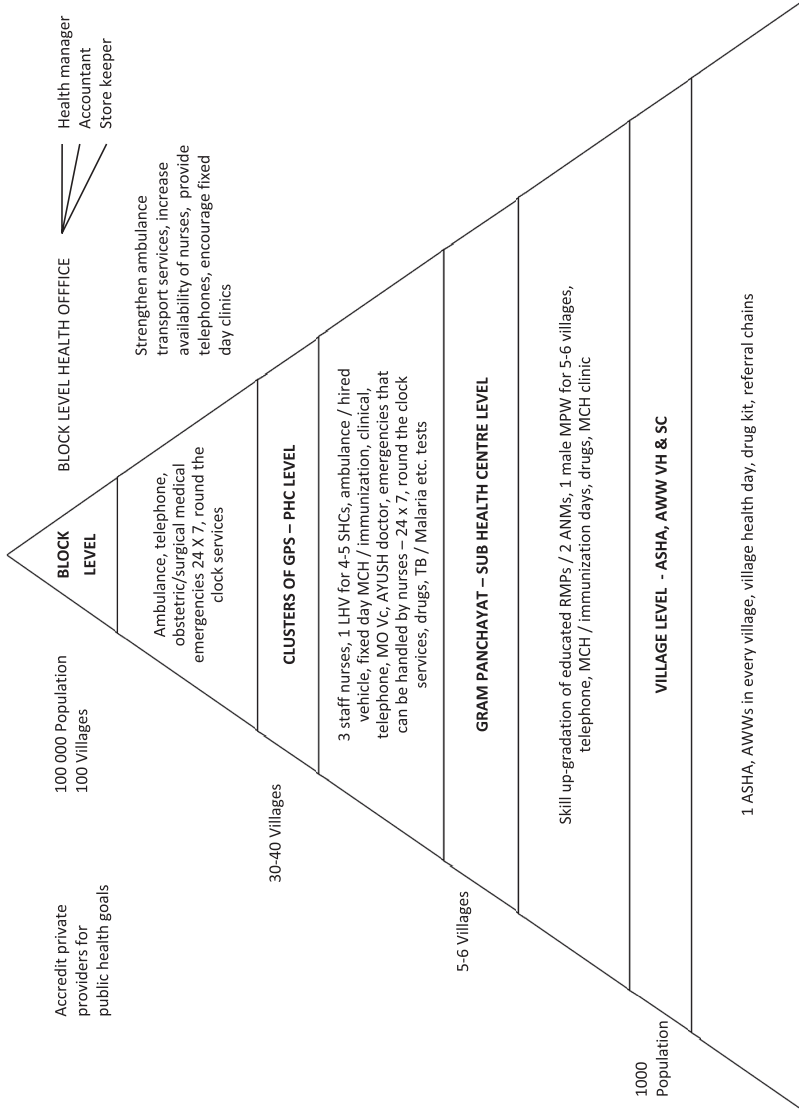 BLOCK LEVEL HEALTH OFFFICE
Health manager
Accountant
Store keeper
Accredit private
providers for
public health goals
100 000 Population
100 Villages
BLOCK
LEVEL
Strengthen ambulance
transport services, increase
availability of nurses, provide
telephones, encourage fixed
day clinics
Ambulance, telephone,
obstetric/surgical medical
emergencies 24 X 7, round the
clock services
30-40 Villages
CLUSTERS OF GPS – PHC LEVEL
3 staff nurses, 1 LHV for 4-5 SHCs, ambulance / hired
vehicle, fixed day MCH / immunization, clinical,
telephone, MO Vc, AYUSH doctor, emergencies that
can be handled by nurses – 24 x 7, round the clock
services, drugs, TB / Malaria etc. tests
5-6 Villages
GRAM PANCHAYAT – SUB HEALTH CENTRE LEVEL
Skill up-gradation of educated RMPs / 2 ANMs, 1 male MPW for 5-6 villages,
telephone, MCH / immunization days, drugs, MCH clinic
1000
Population
VILLAGE LEVEL - ASHA, AWW VH & SC
1 ASHA, AWWs in every village, village health day, drug kit, referral chains